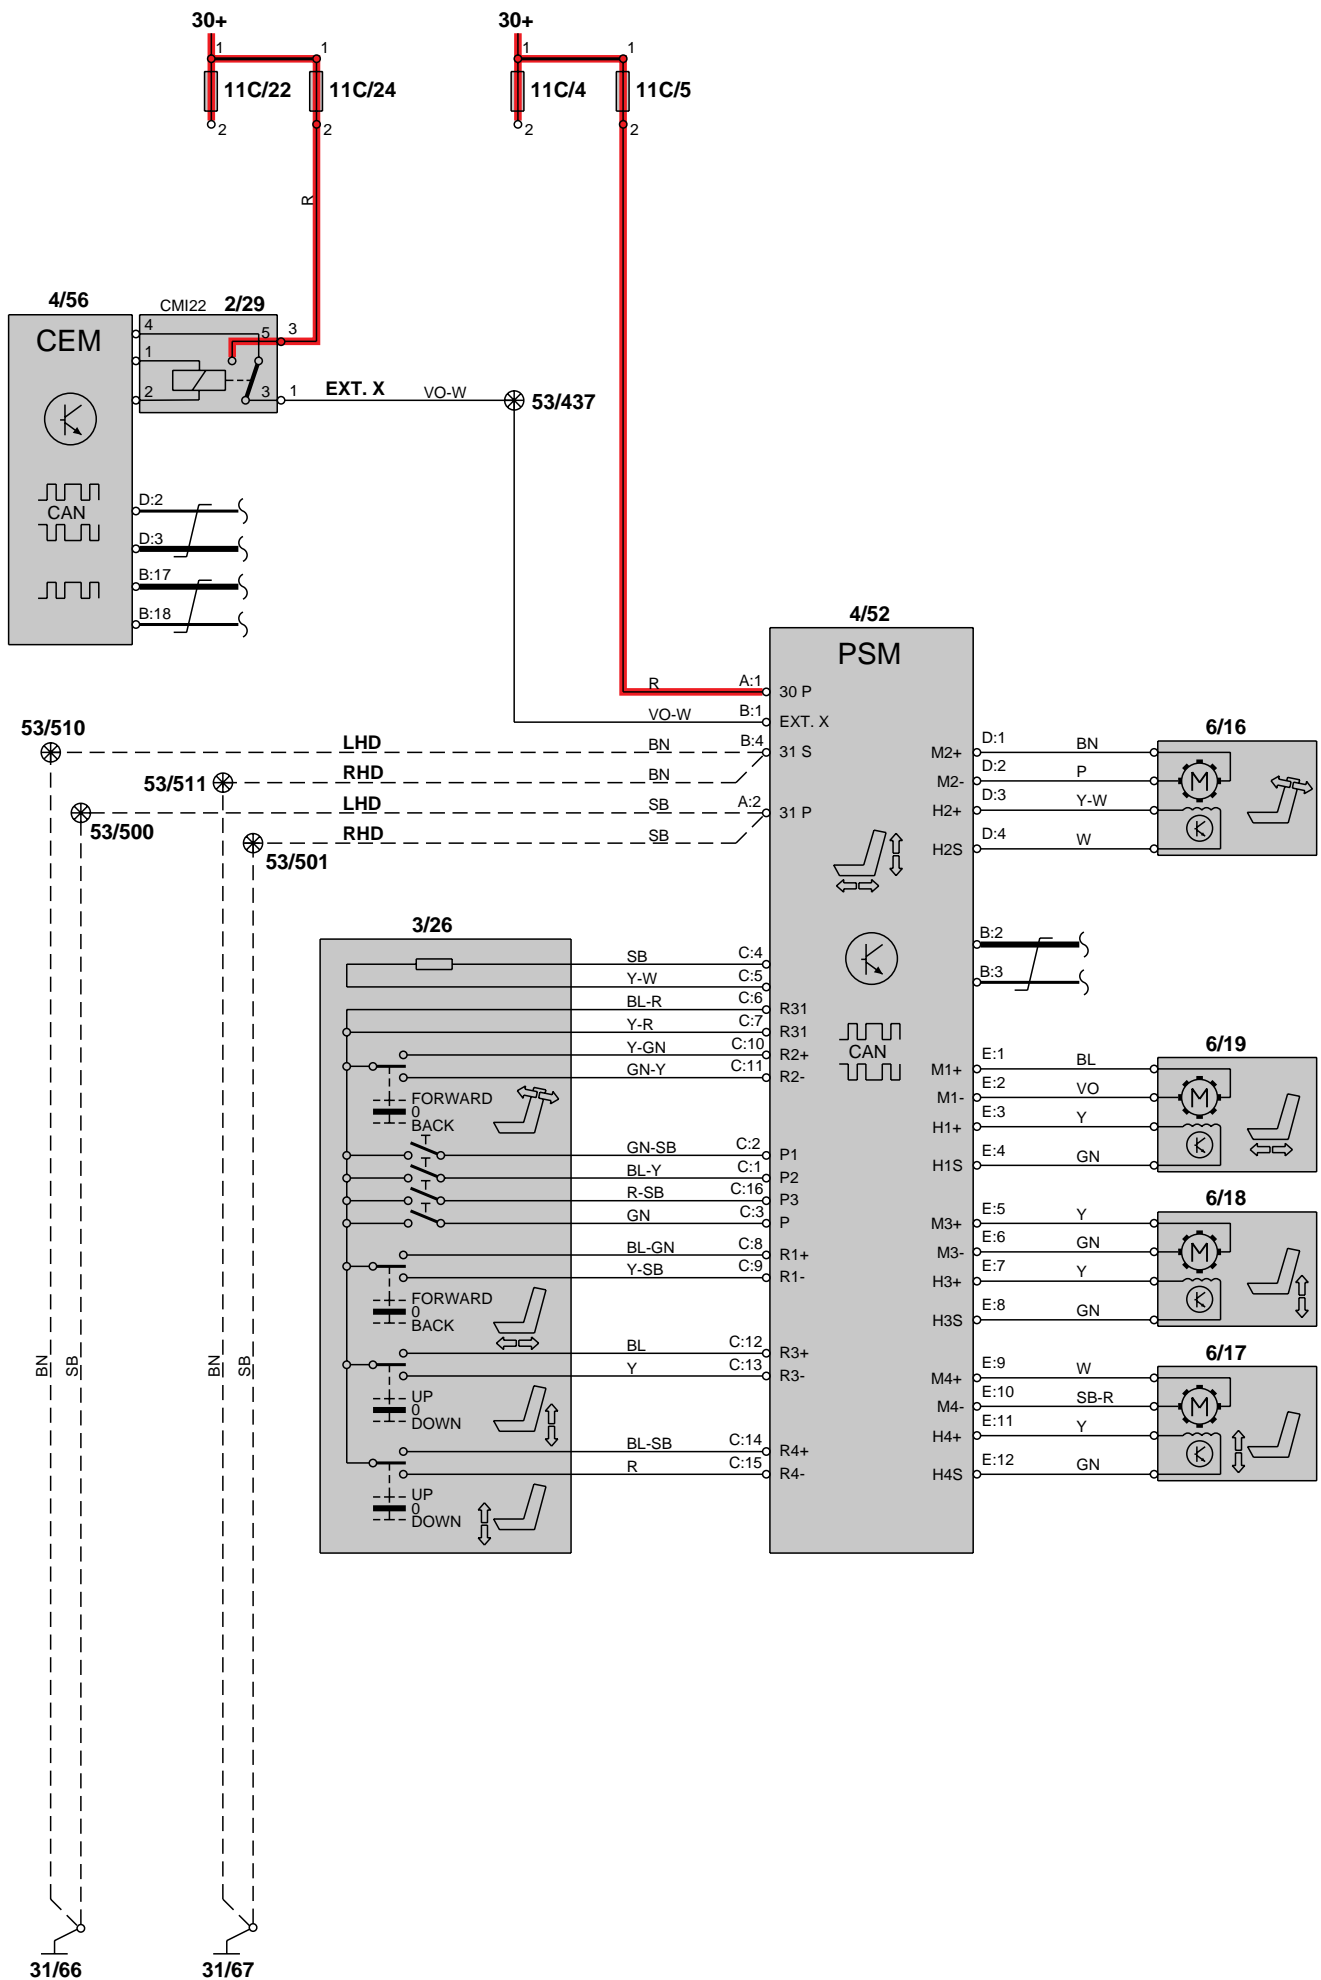 30+ 30+
1 1 1 1
11C/22 11C/24 11C/4 11C/5
2 2 2 2
R
4/56 CMI22 2/29
CEM 4 5 3
1
2 3 1 EXT. X VO-W 53/437
D:2
CAN
D:3
B:17
B:18
4/52
PSM
R A:1 30 P
VO-W B:1 EXT. X
53/510 LHD BN B:4 31 S
53/511 RHD BN
LHD SB A:2 31 P
53/500 RHD SB
53/501
6/16
M2+ D:1 BN
M2- D:2 P M
H2+ D:3 Y-W
H2S D:4 W
3/26
B:2
B:3
SB C:4
Y-W C:5
BL-R C:6 R31
Y-R C:7 R31
CAN
Y-GN C:10 R2+
GN-Y C:11 R2-
FORWARD
0
BACK
GN-SB C:2 P1
BL-Y C:1 P2
R-SB C:16 P3
GN C:3 P
BL-GN C:8 R1+
Y-SB C:9 R1-
FORWARD
0
BACK
BL C:12 R3+
Y C:13 R3-
UP
0
DOWN
BL-SB C:14 R4+
R C:15 R4-
UP
0
DOWN
6/19
M1+ E:1 BL
M1- E:2 VO M
H1+ E:3 Y
H1S E:4 GN
6/18
M3+ E:5 Y
M3- E:6 GN M
H3+ E:7 Y
H3S E:8 GN
6/17
M4+ E:9 W
M4- E:10 SB-R M
H4+ E:11 Y
H4S E:12 GN
BN SB BN SB
31/66 31/67